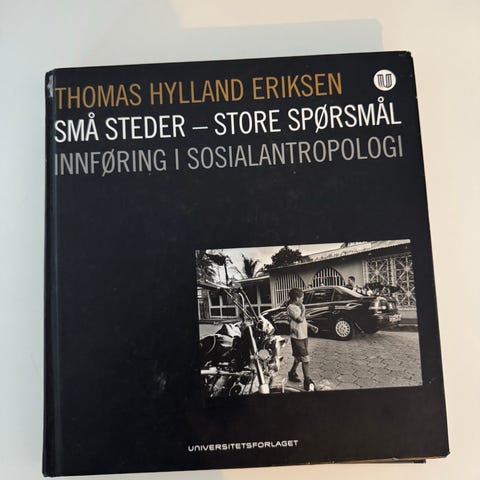 THOMAS HYLLAND ERIKSEN
SMÅ STEDER – STORE SPØRSMÅL
INNFØRING I SOSIALANTROPOLOGI
UNIVERSITETSFORLAGET